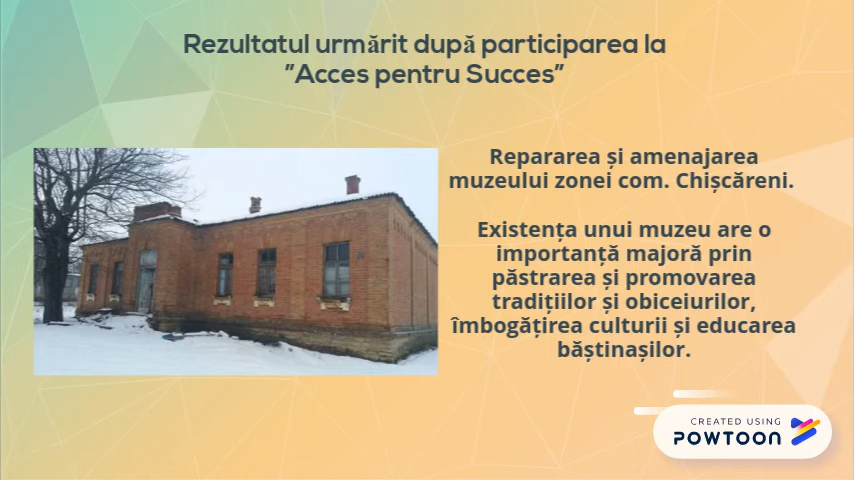 Rezultatul urmărit după participarea la
"Acces pentru Succes"
Repararea și amenajarea
muzeului zonei com. Chișcăreni.
Existența unui muzeu are o
importanță majoră prin
păstrarea și promovarea
tradițiilor și obiceiurilor,
îmbogățirea culturii și educarea
băștinașilor.
CREATED USING
POWTOON